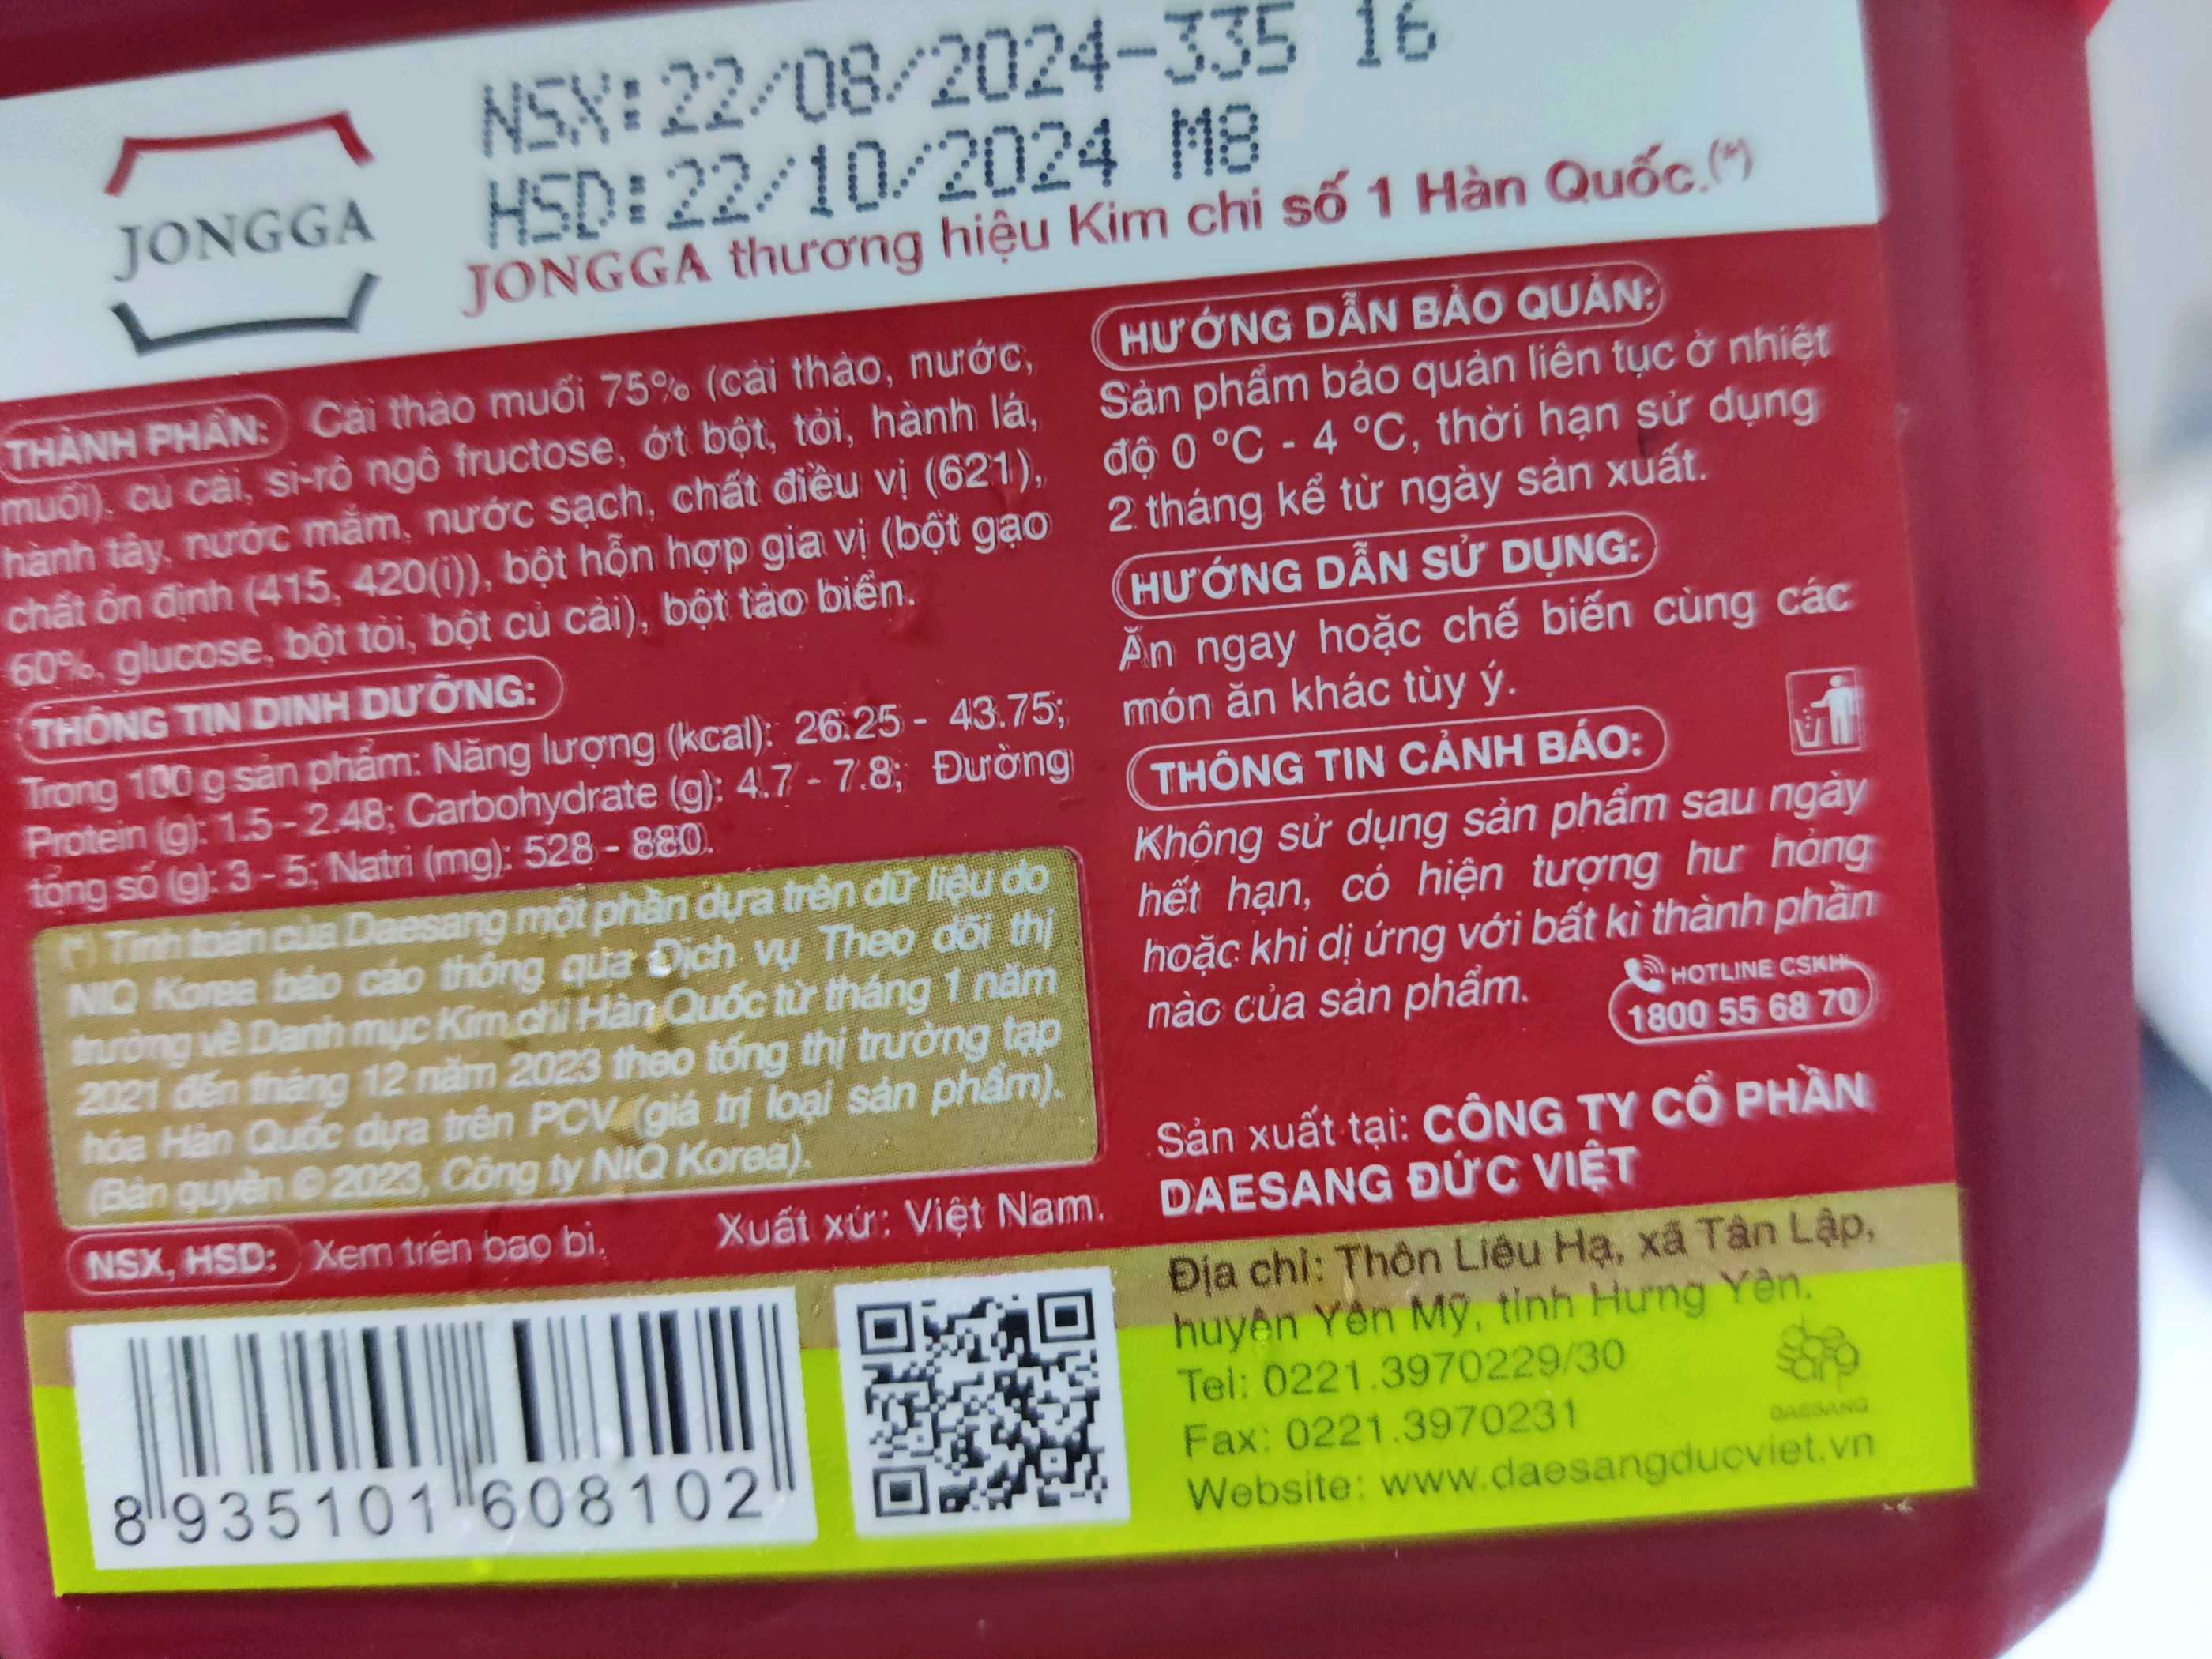 NSX:22/08/2024-335 16
HSD:22/10/2024 M8
JONGGA
JONGGA thương hiệu Kim chi số 1 Hàn Quốc.(*)
THÀNH PHẦN: Cải thảo muối 75% (cải thảo, nước,
muối), củ cải, si-rô ngô fructose, ớt bột, tỏi, hành lá,
hành tây, nước mắm, nước sạch, chất điều vị (621),
chất ổn định (415, 420(i)), bột hỗn hợp gia vị (bột gạo
60%, glucose, bột tỏi, bột củ cải), bột tảo biển.
THÔNG TIN DINH DƯỠNG:
Trong 100 g sản phẩm: Năng lượng (kcal): 26.25 - 43.75;
Protein (g): 1.5 - 2.48; Carbohydrate (g): 4.7 - 7.8; Đường
tổng số (g): 3 - 5; Natri (mg): 528 - 880.
(*) Tính toán của Daesang một phần dựa trên dữ liệu do
NIQ Korea báo cáo thông qua Dịch vụ Theo dõi thị
trường về Danh mục Kim chi Hàn Quốc từ tháng 1 năm
2021 đến tháng 12 năm 2023 theo tổng thị trường tạp
hóa Hàn Quốc dựa trên PCV (giá trị loại sản phẩm).
(Bản quyền © 2023, Công ty NIQ Korea).
NSX, HSD: Xem trên bao bì. Xuất xứ: Việt Nam.
8 935101 608102
HƯỚNG DẪN BẢO QUẢN:
Sản phẩm bảo quản liên tục ở nhiệt
độ 0 °C - 4 °C, thời hạn sử dụng
2 tháng kể từ ngày sản xuất.
HƯỚNG DẪN SỬ DỤNG:
Ăn ngay hoặc chế biến cùng các
món ăn khác tùy ý.
THÔNG TIN CẢNH BÁO:
Không sử dụng sản phẩm sau ngày
hết hạn, có hiện tượng hư hỏng
hoặc khi dị ứng với bất kì thành phần
nào của sản phẩm.
HOTLINE CSKH
1800 55 68 70
Sản xuất tại: CÔNG TY CỔ PHẦN
DAESANG ĐỨC VIỆT
Địa chỉ: Thôn Liêu Hạ, xã Tân Lập,
huyện Yên Mỹ, tỉnh Hưng Yên.
Tel: 0221.3970229/30
Fax: 0221.3970231
Website: www.daesangducviet.vn
daesang
DAESANG